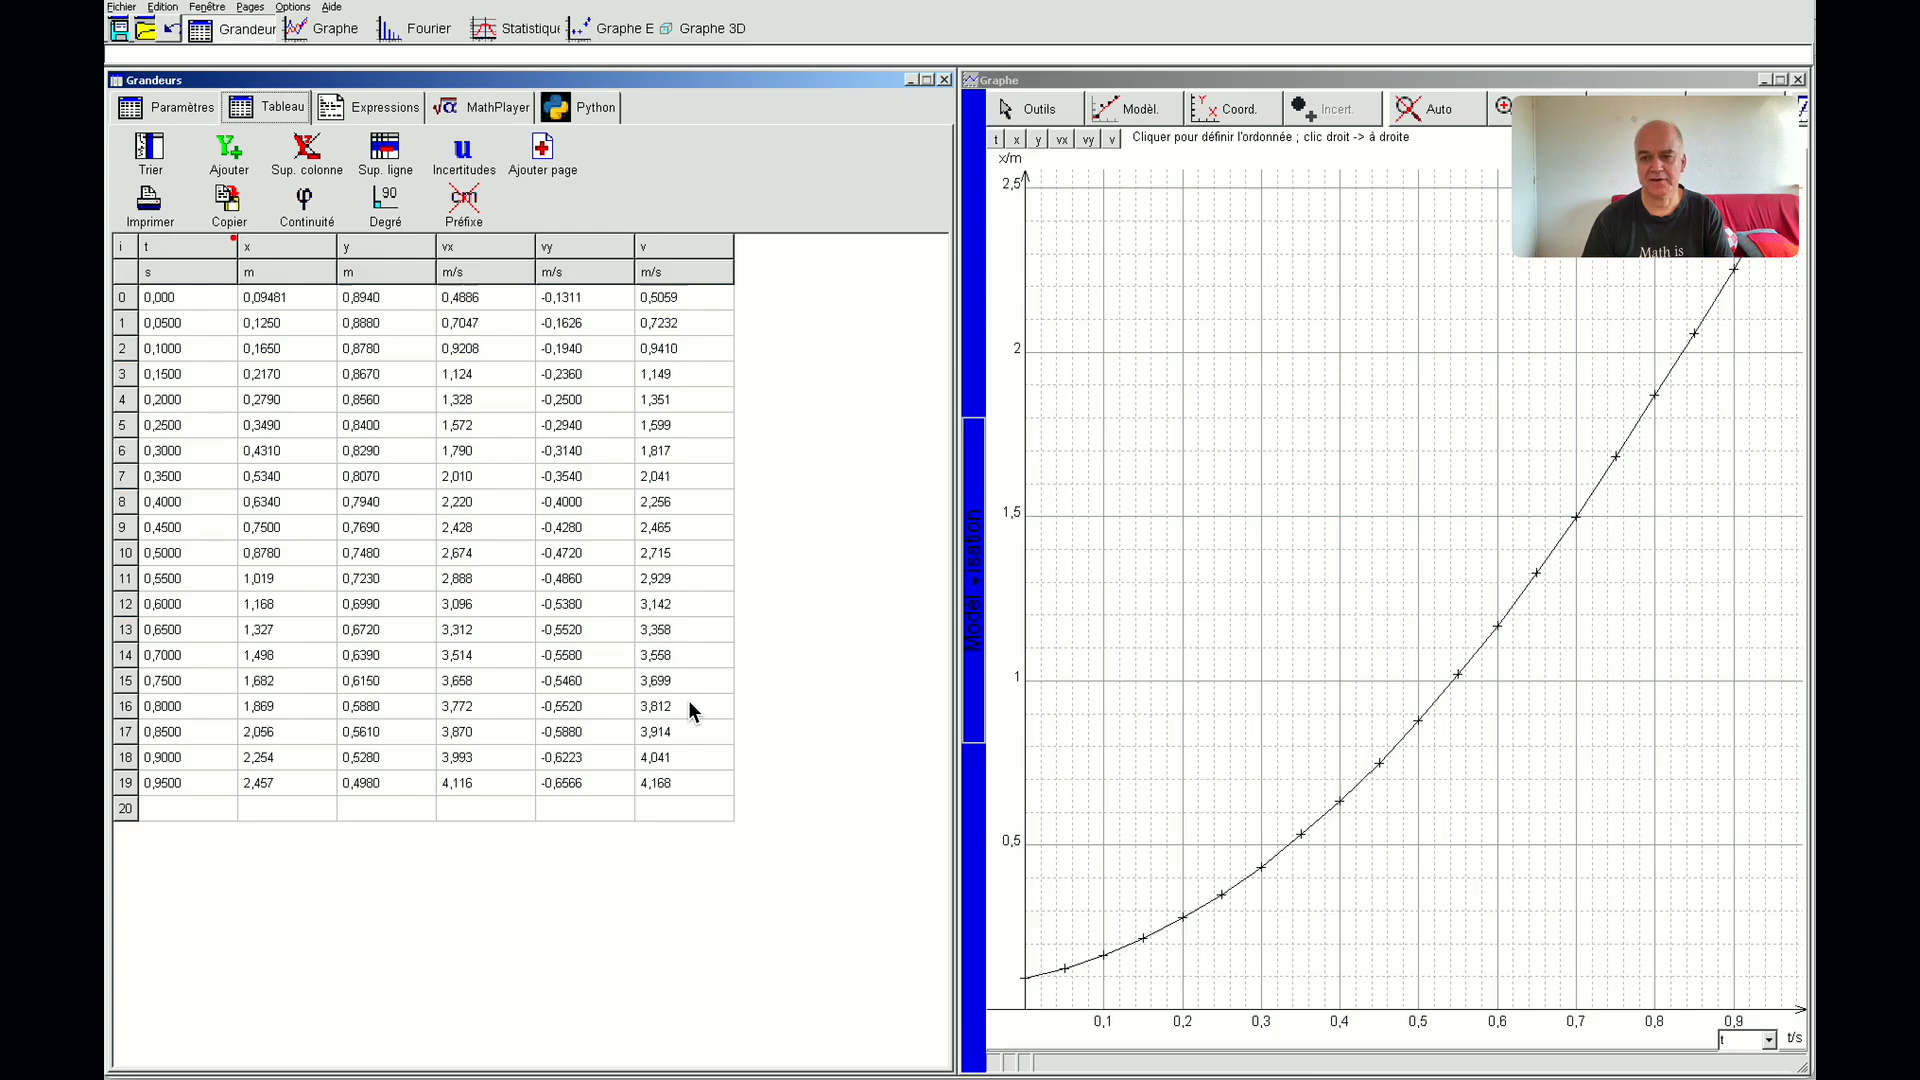 Fichier Edition Fenêtre Pages Options Aide
Grandeur Graphe Fourier Statistiqu Graphe E Graphe 3D
Grandeurs
Paramètres Tableau Expressions MathPlayer Python
Trier Ajouter Sup. colonne Sup. ligne Incertitudes Ajouter page
Imprimer Copier Continuité Degré Préfixe
i t x y vx vy v
s m m m/s m/s m/s
0 0,000 0,09481 0,8940 0,4886 -0,1311 0,5059
1 0,0500 0,1250 0,8880 0,7047 -0,1626 0,7232
2 0,1000 0,1650 0,8780 0,9208 -0,1940 0,9410
3 0,1500 0,2170 0,8670 1,124 -0,2360 1,149
4 0,2000 0,2790 0,8560 1,328 -0,2500 1,351
5 0,2500 0,3490 0,8400 1,572 -0,2940 1,599
6 0,3000 0,4310 0,8290 1,790 -0,3140 1,817
7 0,3500 0,5340 0,8070 2,010 -0,3540 2,041
8 0,4000 0,6340 0,7940 2,220 -0,4000 2,256
9 0,4500 0,7500 0,7690 2,428 -0,4280 2,465
10 0,5000 0,8780 0,7480 2,674 -0,4720 2,715
11 0,5500 1,019 0,7230 2,888 -0,4860 2,929
12 0,6000 1,168 0,6990 3,096 -0,5380 3,142
13 0,6500 1,327 0,6720 3,312 -0,5520 3,358
14 0,7000 1,498 0,6390 3,514 -0,5580 3,558
15 0,7500 1,682 0,6150 3,658 -0,5460 3,699
16 0,8000 1,869 0,5880 3,772 -0,5520 3,812
17 0,8500 2,056 0,5610 3,870 -0,5880 3,914
18 0,9000 2,254 0,5280 3,993 -0,6223 4,041
19 0,9500 2,457 0,4980 4,116 -0,6566 4,168
20
Graphe
Outils Modèl. Coord. Incert. Auto
t x y vx vy v Cliquer pour définir l'ordonnée ; clic droit -> à droite
x/m
2,5
2
1,5
1
0,5
0,1 0,2 0,3 0,4 0,5 0,6 0,7 0,8 0,9
t t/s
Modèl • isation
Math is